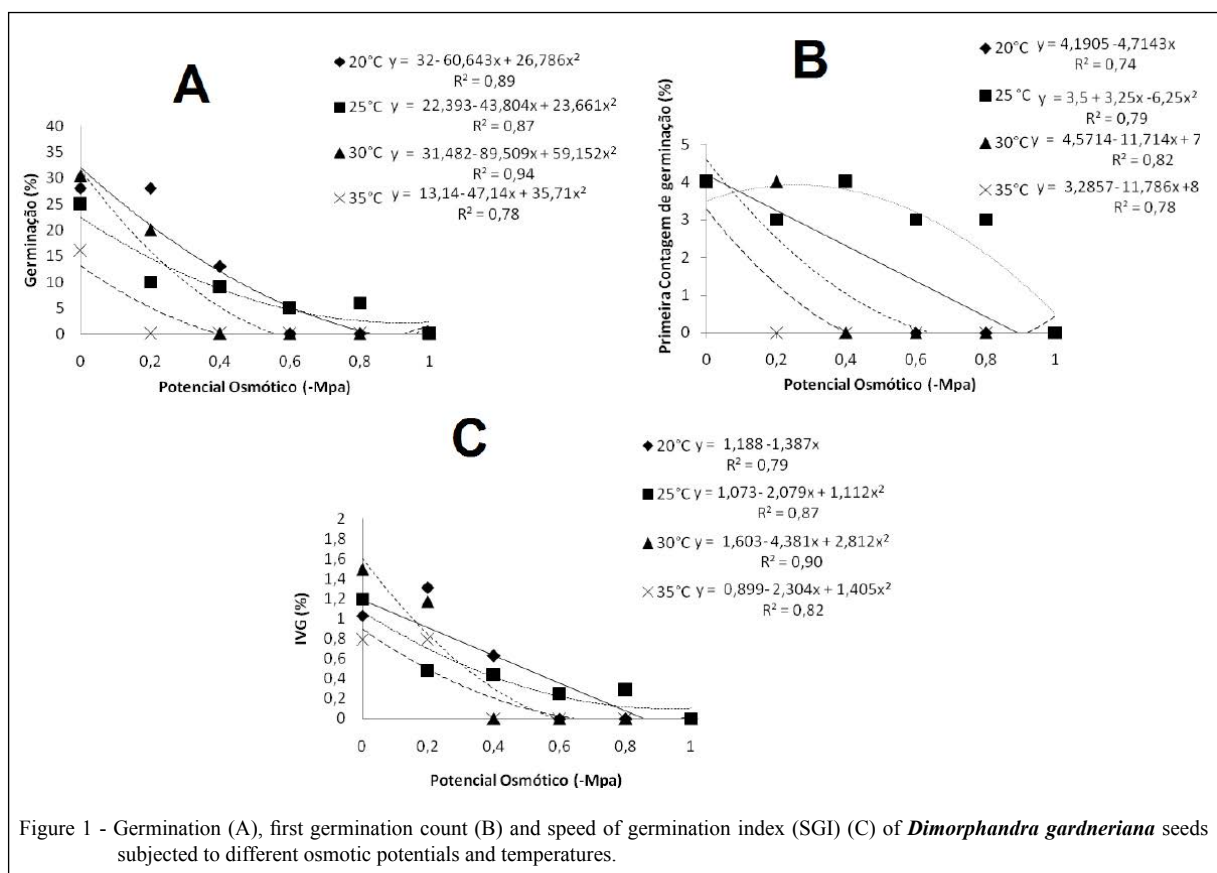 A
20°C y = 32- 60,643x + 26,786x²
R² = 0,89
25°C y = 22,393- 43,804x + 23,661x²
R² = 0,87
30°C y = 31,482- 89,509x + 59,152x²
R² = 0,94
35°C y = 13,14- 47,14x + 35,71x²
R² = 0,78
Germinação (%)
40
35
30
25
20
15
10
5
0
0 0,2 0,4 0,6 0,8 1
Potencial Osmótico (-Mpa)
B
20°C y = 4,1905 -4,7143x
R² = 0,74
25°C y = 3,5 + 3,25x -6,25x²
R² = 0,79
30°C y = 4,5714 -11,714x + 7
R² = 0,82
35°C y = 3,2857 -11,786x +8
R² = 0,78
Primeira Contagem de germinação (%)
5
4
3
2
1
0
0 0,2 0,4 0,6 0,8 1
Potencial Osmótico (-Mpa)
C
20°C y = 1,188 -1,387x
R² = 0,79
25°C y = 1,073- 2,079x + 1,112x²
R² = 0,87
30°C y = 1,603- 4,381x + 2,812x²
R² = 0,90
35°C y = 0,899- 2,304x + 1,405x²
R² = 0,82
IVG (%)
2
1,8
1,6
1,4
1,2
1
0,8
0,6
0,4
0,2
0
0 0,2 0,4 0,6 0,8 1
Potencial Osmótico (-Mpa)
Figure 1 - Germination (A), first germination count (B) and speed of germination index (SGI) (C) of Dimorphandra gardneriana seeds
subjected to different osmotic potentials and temperatures.